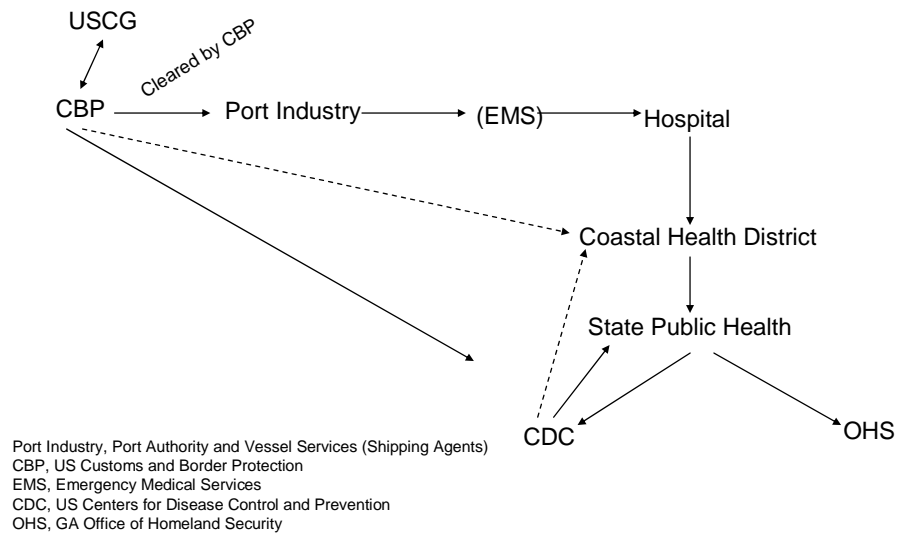 USCG
Cleared by CBP
CBP
Port Industry
(EMS)
Hospital
Coastal Health District
State Public Health
CDC
OHS
Port Industry, Port Authority and Vessel Services (Shipping Agents)
CBP, US Customs and Border Protection
EMS, Emergency Medical Services
CDC, US Centers for Disease Control and Prevention
OHS, GA Office of Homeland Security